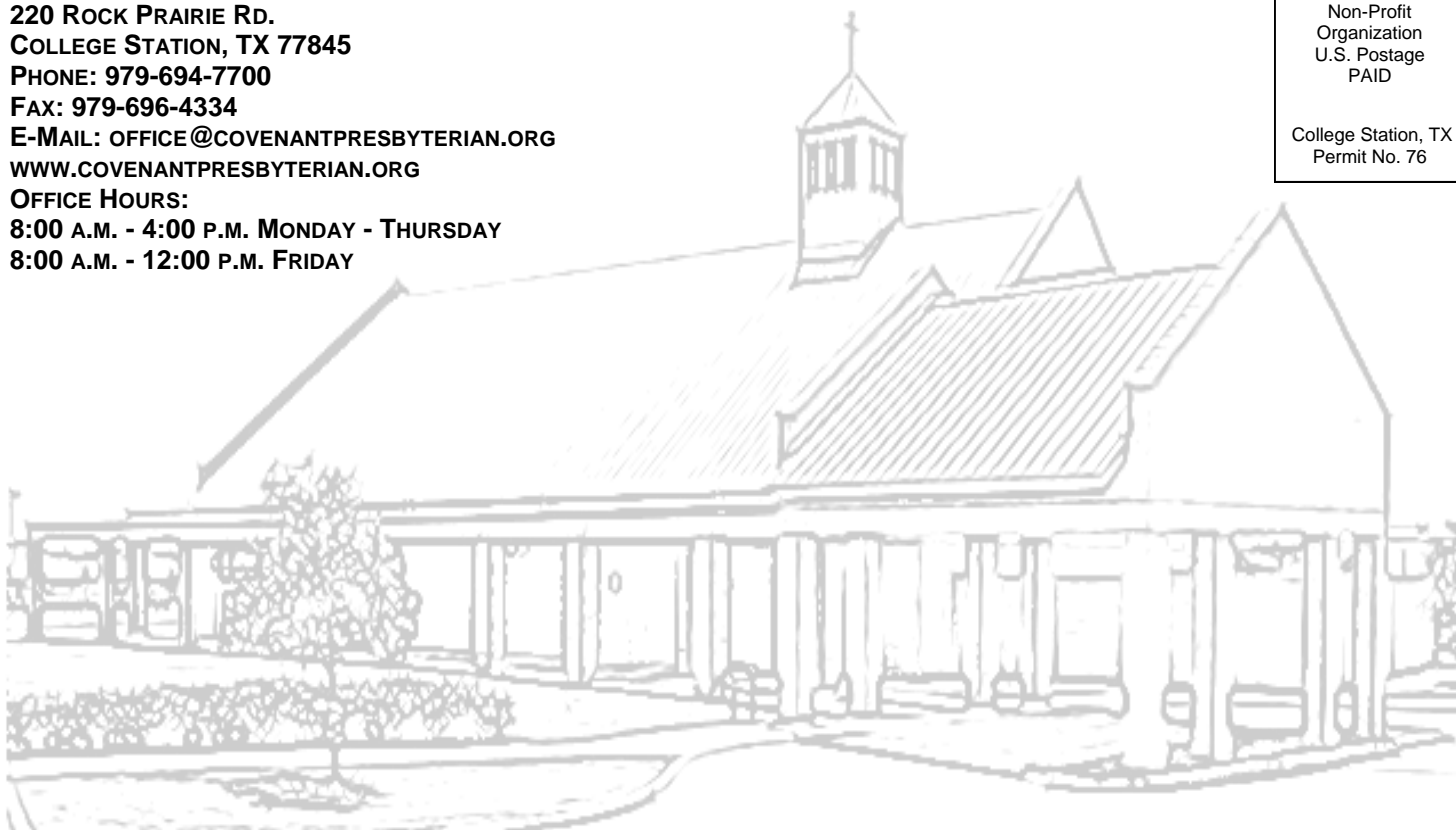 220 ROCK PRAIRIE RD.
COLLEGE STATION, TX 77845
PHONE: 979-694-7700
FAX: 979-696-4334
E-MAIL: OFFICE@COVENANTPRESBYTERIAN.ORG
WWW.COVENANTPRESBYTERIAN.ORG
OFFICE HOURS:
8:00 A.M. - 4:00 P.M. MONDAY - THURSDAY
8:00 A.M. - 12:00 P.M. FRIDAY
Non-Profit
Organization
U.S. Postage
PAID
College Station, TX
Permit No. 76